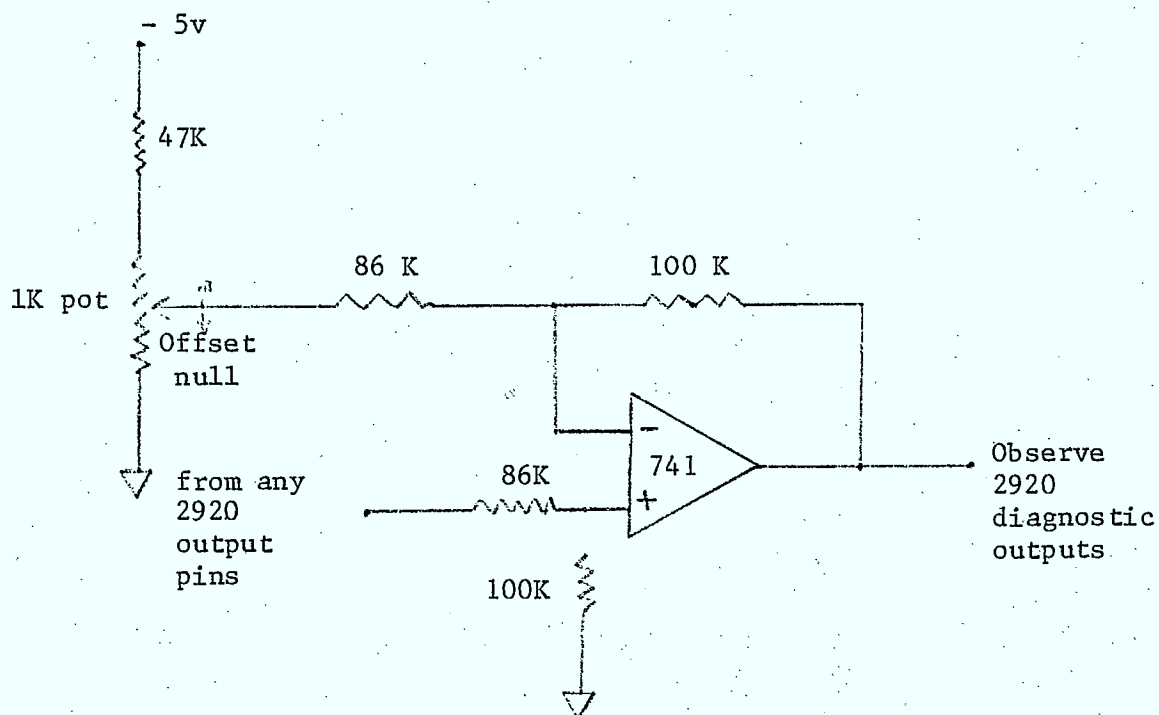 - 5v
47K
86 K
100 K
1K pot
Offset
null
-
741
+
86K
from any
2920
output
pins
Observe
2920
diagnostic
outputs
100K